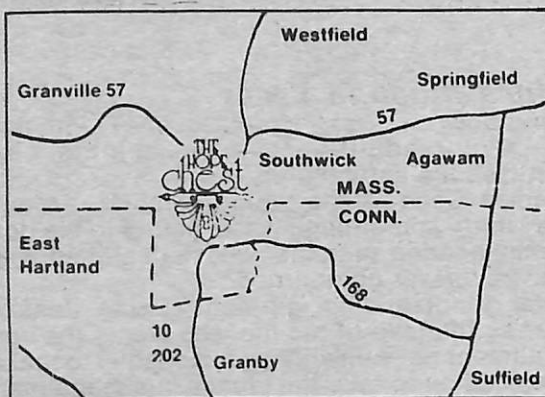 Westfield
Springfield
Granville 57
57
THE
HOPE
chest
Southwick
Agawam
MASS.
CONN.
East
Hartland
168
10
202
Granby
Suffield